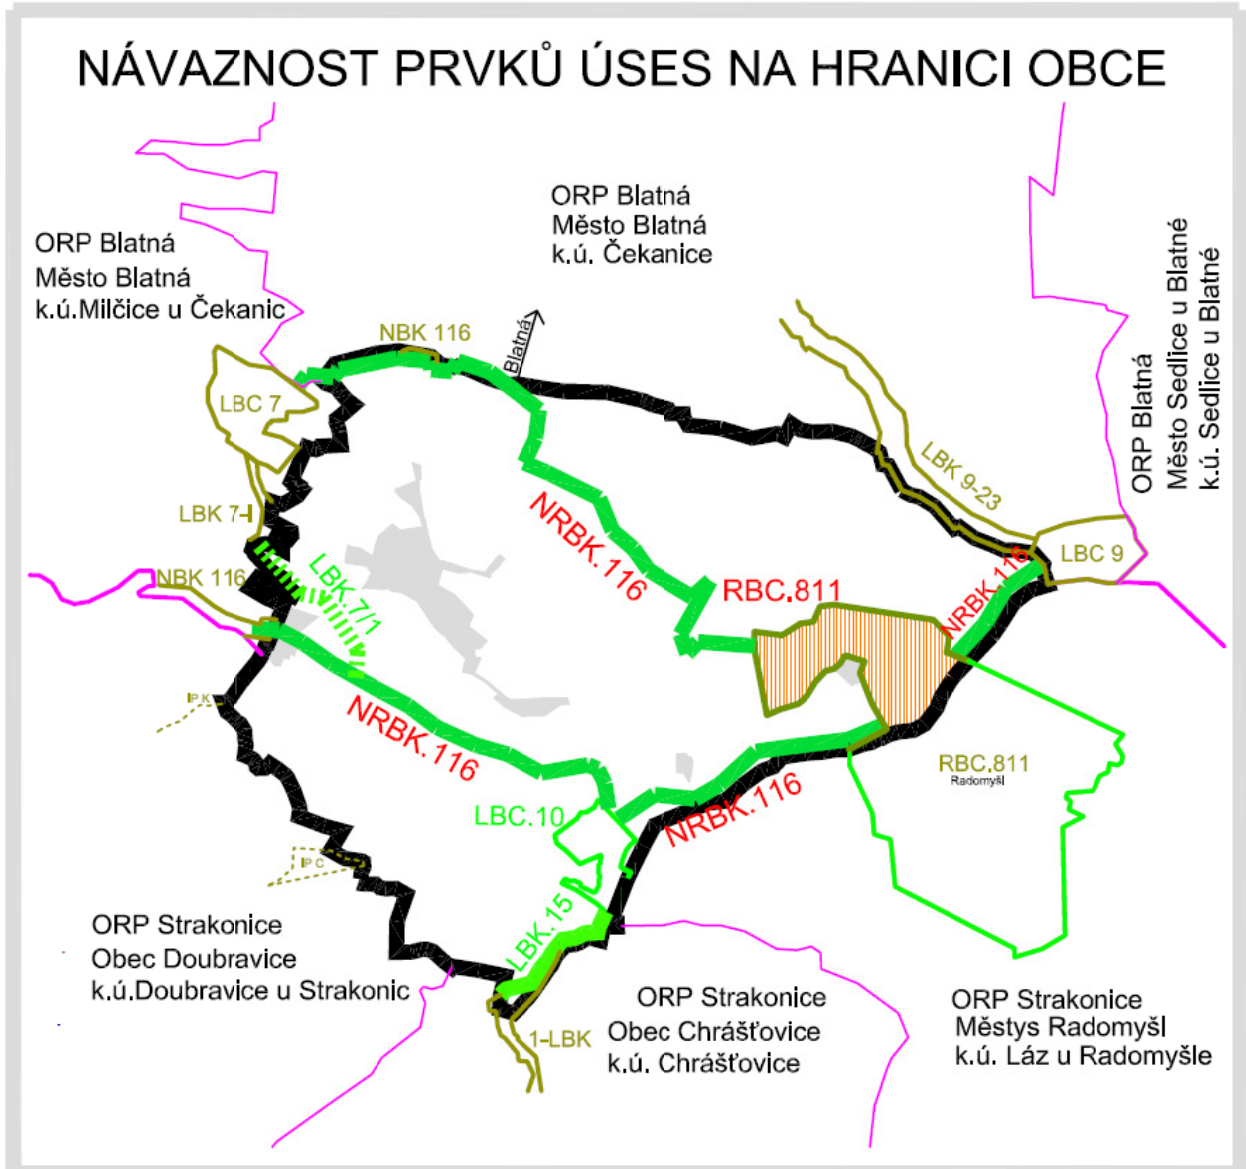 NÁVAZNOST PRVKŮ ÚSES NA HRANICI OBCE
ORP Blatná
Město Blatná
k.ú. Čekanice
ORP Blatná
Město Blatná
k.ú.Milčice u Čekanic
ORP Blatná
Město Sedlice u Blatné
k.ú. Sedlice u Blatné
NBK 116
Blatná
LBC 7
LBK 9-23
LBK 7-I
NRBK.116
LBC 9
NBK 116
LBK.7/1
RBC.811
NRBK.116
IP K
NRBK.116
RBC.811
Radomyšl
NRBK.116
LBC.10
IP C
LBK.15
ORP Strakonice
Obec Doubravice
k.ú.Doubravice u Strakonic
1-LBK
ORP Strakonice
Obec Chrášťovice
k.ú. Chrášťovice
ORP Strakonice
Městys Radomyšl
k.ú. Láz u Radomyšle